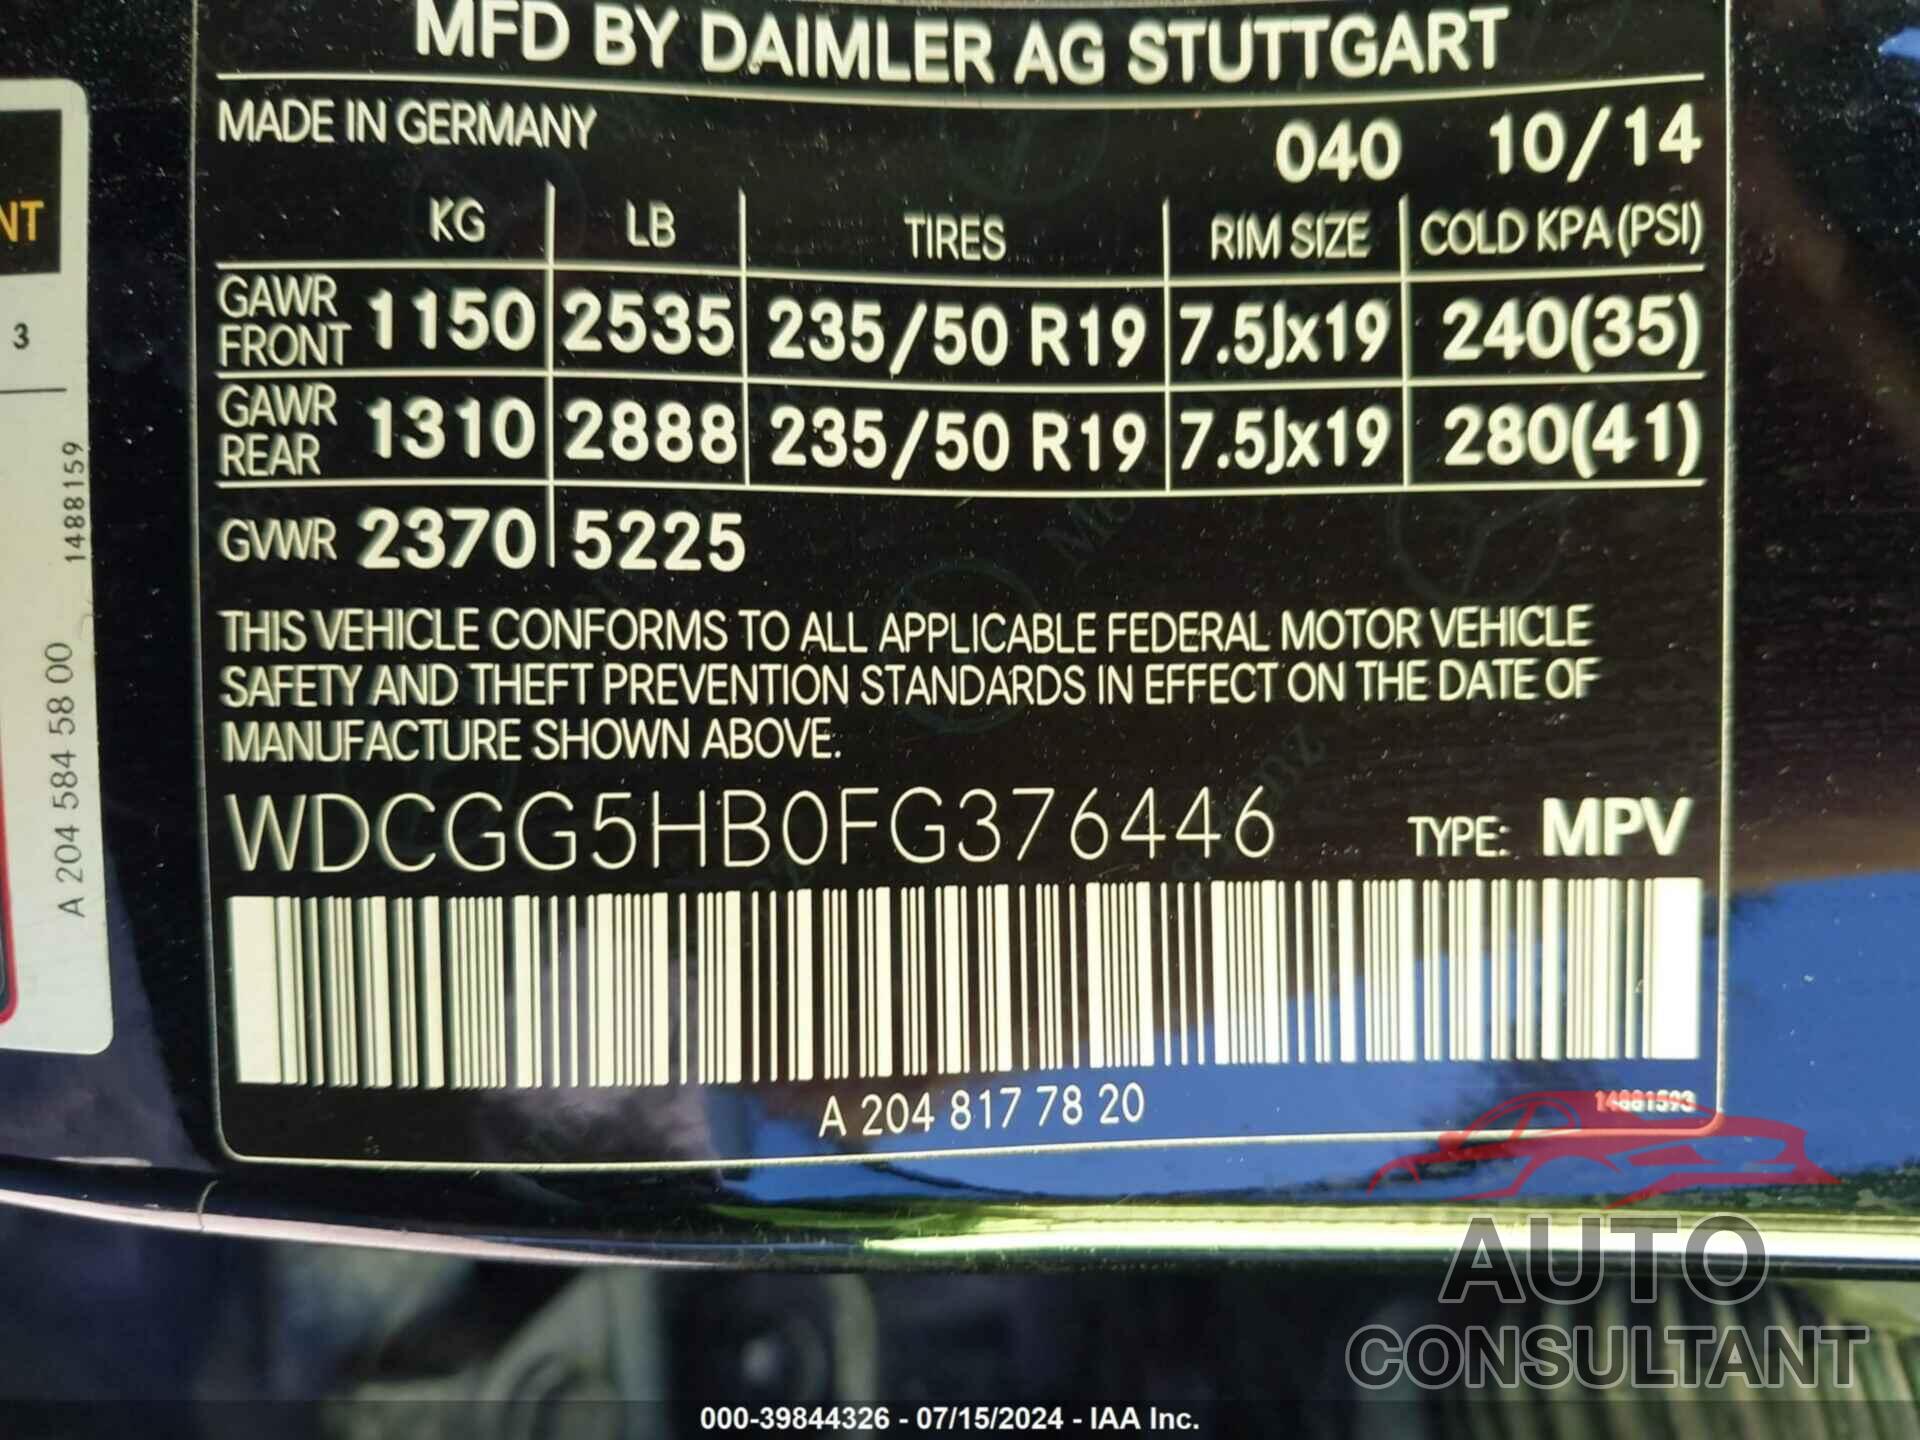 MFD BY DAIMLER AG STUTTGART
MADE IN GERMANY 040 10/14
KG LB TIRES RIM SIZE COLD KPA (PSI)
GAWR FRONT 1150 2535 235/50 R19 7.5Jx19 240(35)
GAWR REAR 1310 2888 235/50 R19 7.5Jx19 280(41)
GVWR 2370 5225
THIS VEHICLE CONFORMS TO ALL APPLICABLE FEDERAL MOTOR VEHICLE
SAFETY AND THEFT PREVENTION STANDARDS IN EFFECT ON THE DATE OF
MANUFACTURE SHOWN ABOVE.
WDCGG5HB0FG376446 TYPE: MPV
A 204 817 78 20
14881593
NT
3
A 204 584 58 00 1488159
AUTO
CONSULTANT
000-39844326 - 07/15/2024 - IAA Inc.